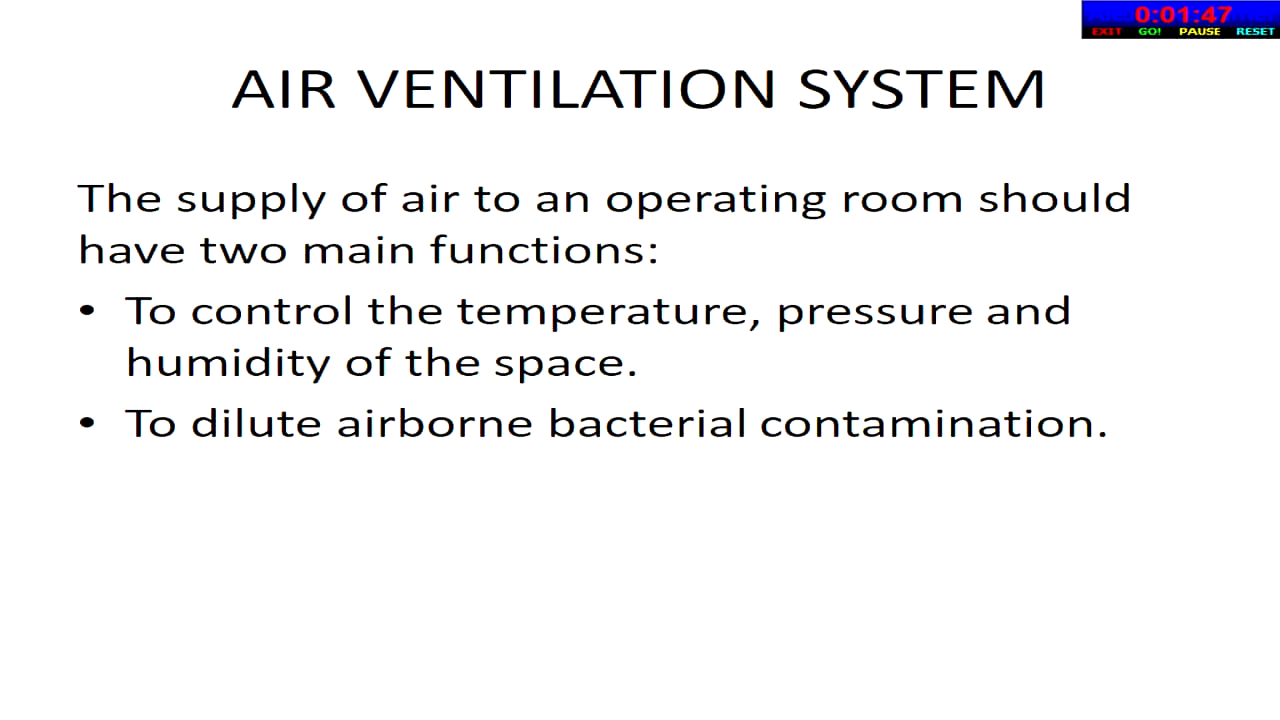 0:01:47
EXIT GO! PAUSE RESET
AIR VENTILATION SYSTEM
The supply of air to an operating room should
have two main functions:
• To control the temperature, pressure and
humidity of the space.
• To dilute airborne bacterial contamination.